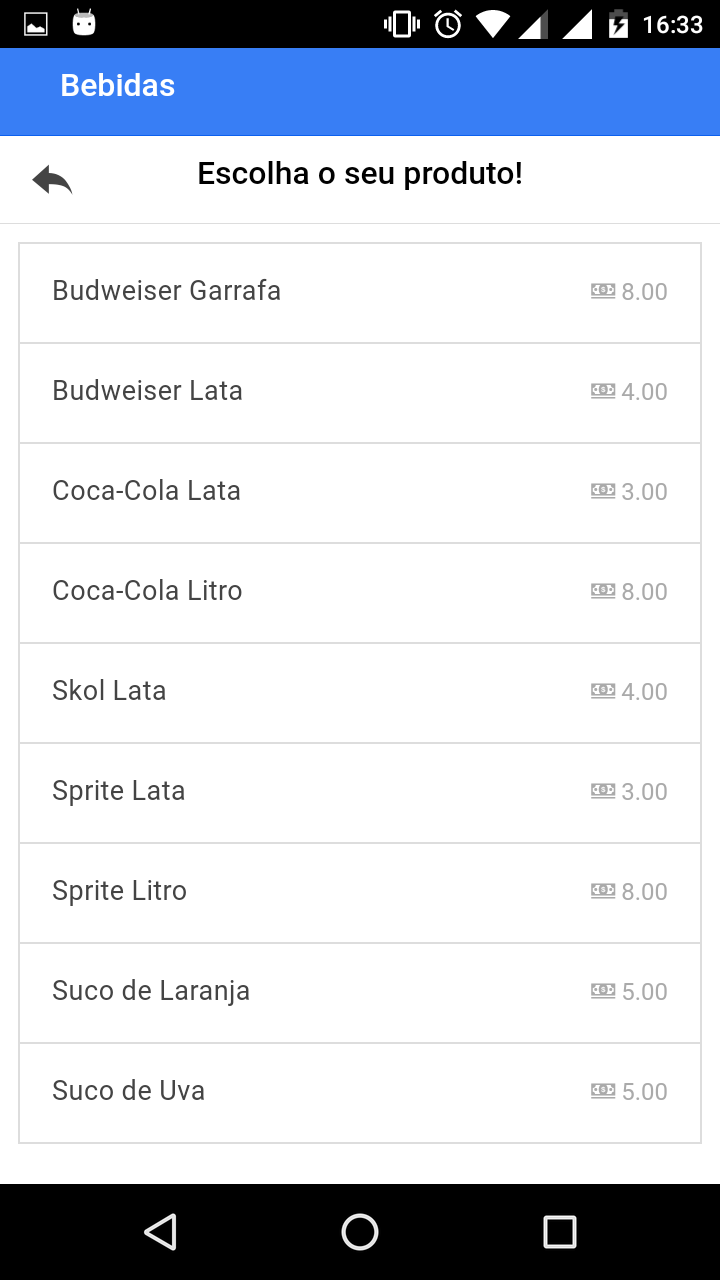 16:33
Bebidas
Escolha o seu produto!
Budweiser Garrafa 8.00
Budweiser Lata 4.00
Coca-Cola Lata 3.00
Coca-Cola Litro 8.00
Skol Lata 4.00
Sprite Lata 3.00
Sprite Litro 8.00
Suco de Laranja 5.00
Suco de Uva 5.00